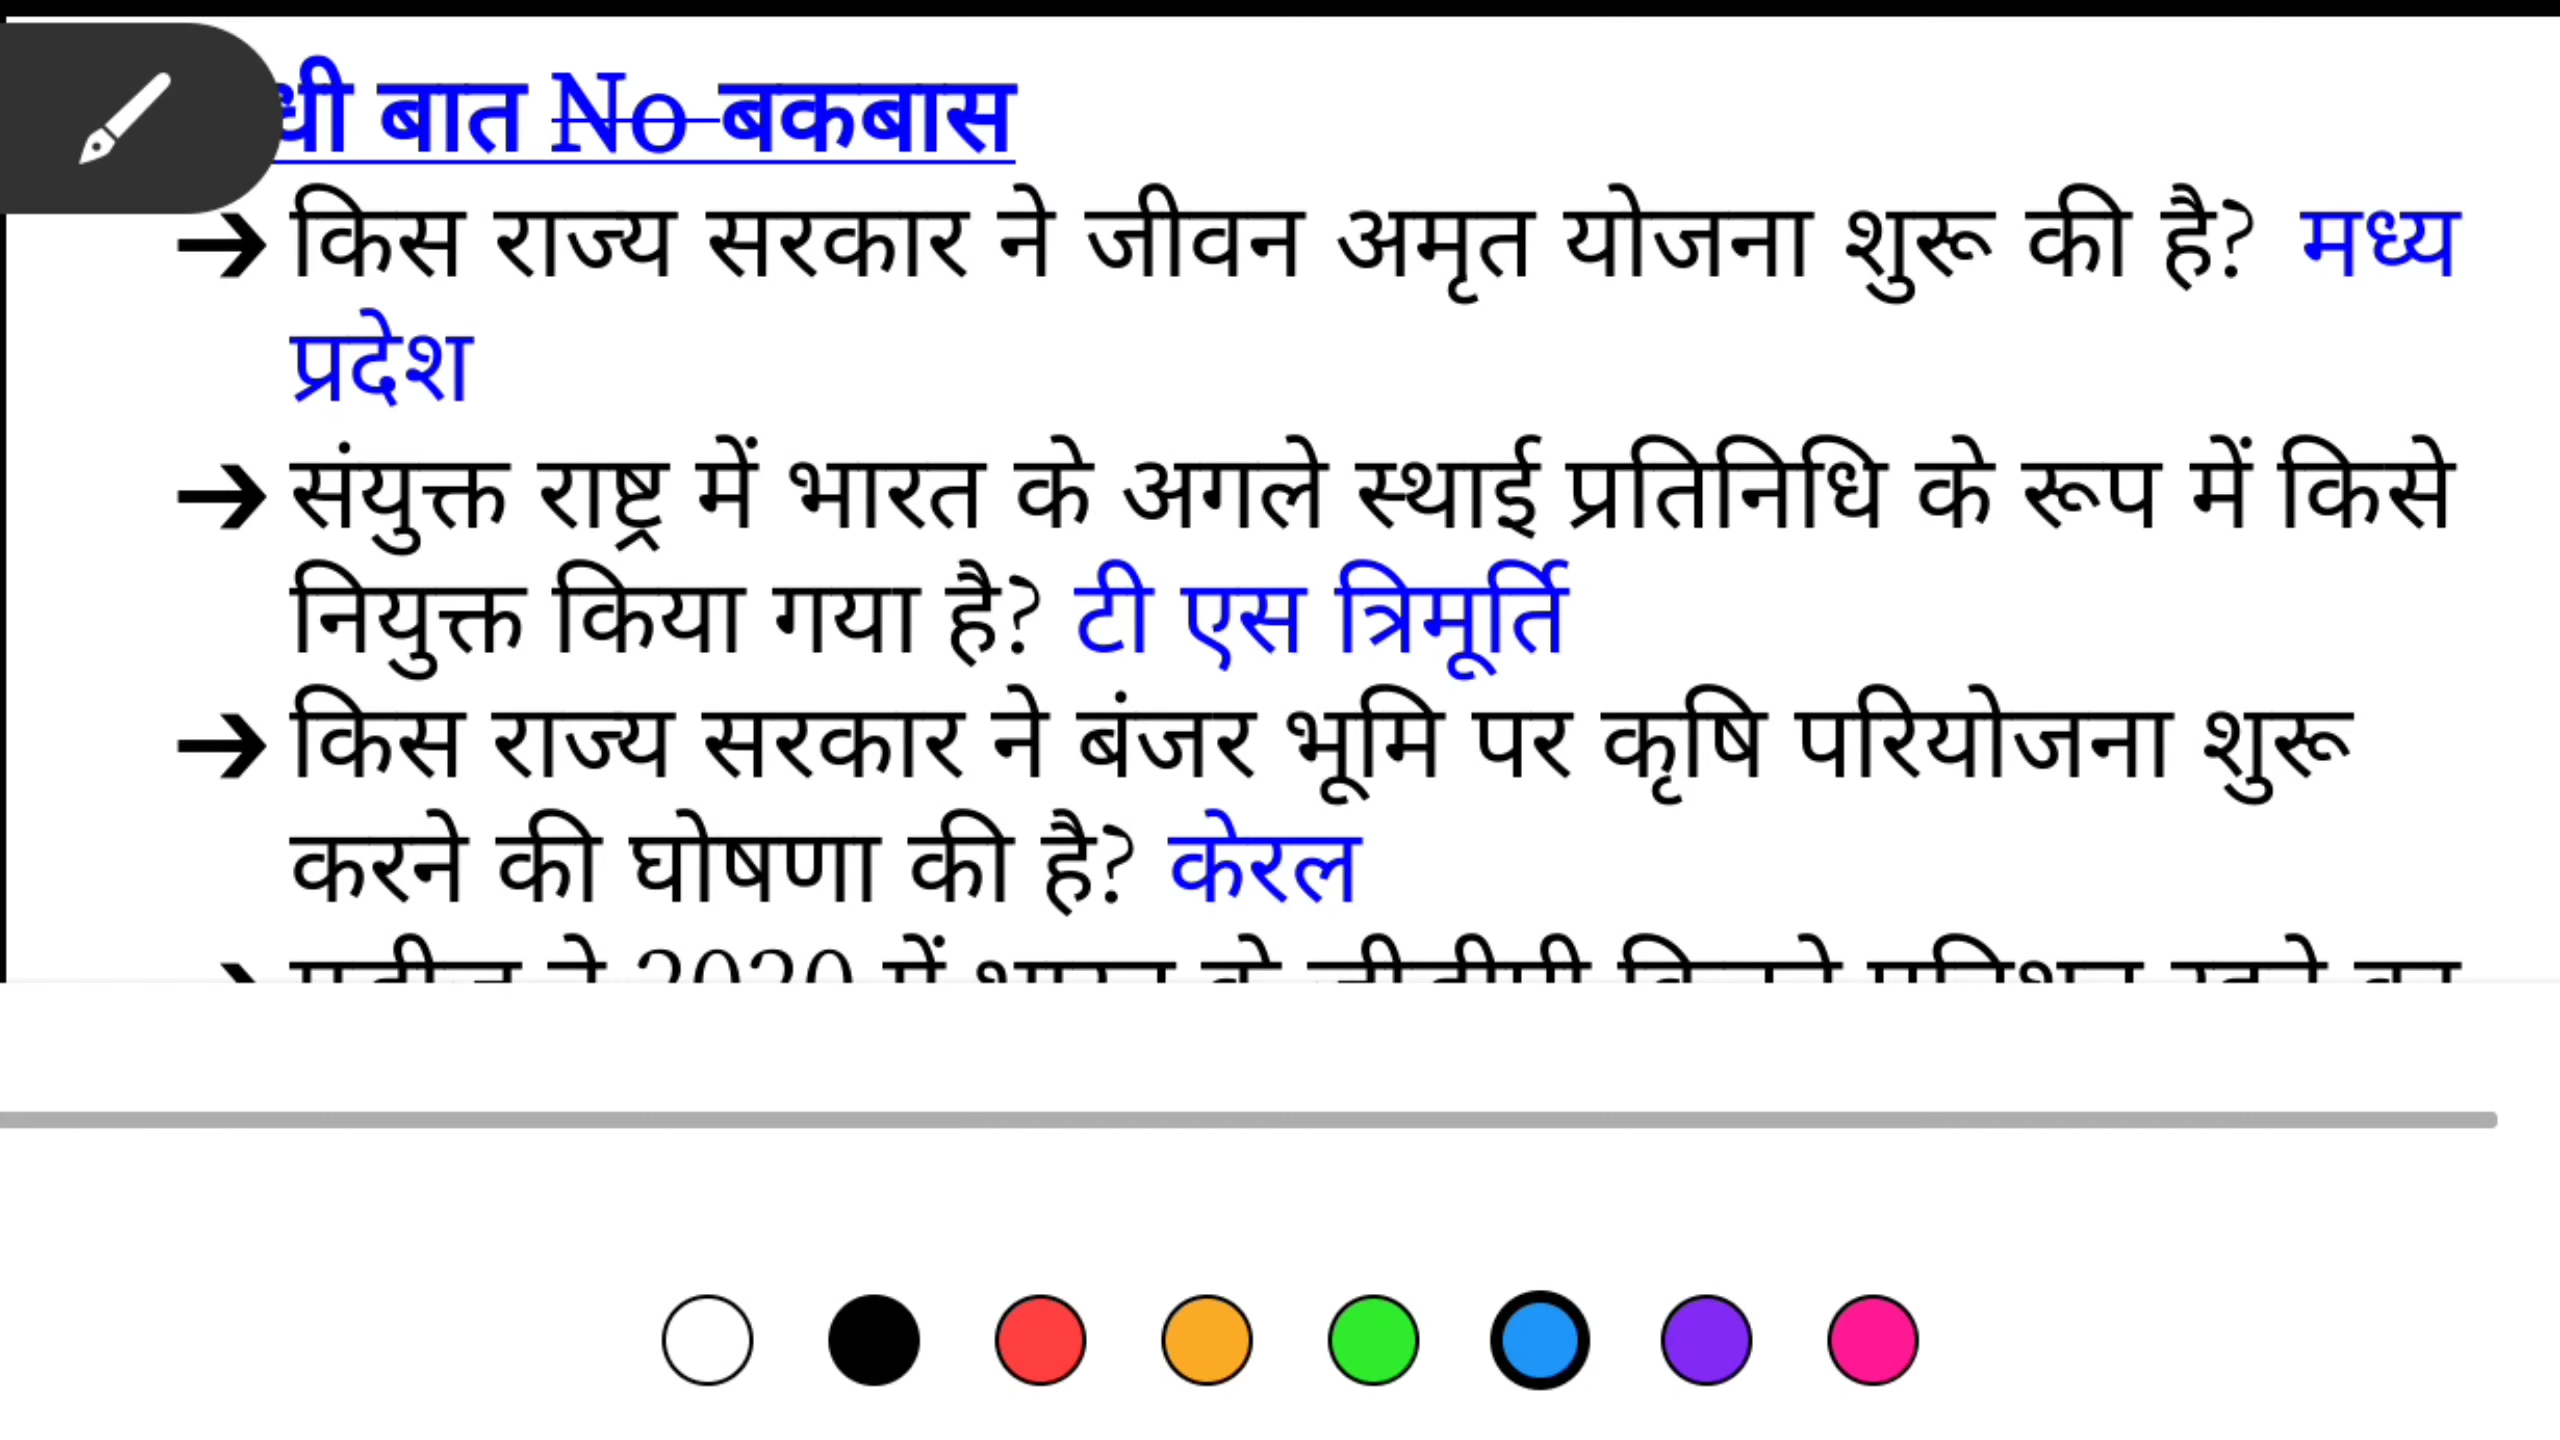 बात No बकबास
किस राज्य सरकार ने जीवन अमृत योजना शुरू की है? मध्य
प्रदेश
संयुक्त राष्ट्र में भारत के अगले स्थाई प्रतिनिधि के रूप में किसे
नियुक्त किया गया है? टी एस त्रिमूर्ति
किस राज्य सरकार ने बंजर भूमि पर कृषि परियोजना शुरू
करने की घोषणा की है? केरल
2020 में